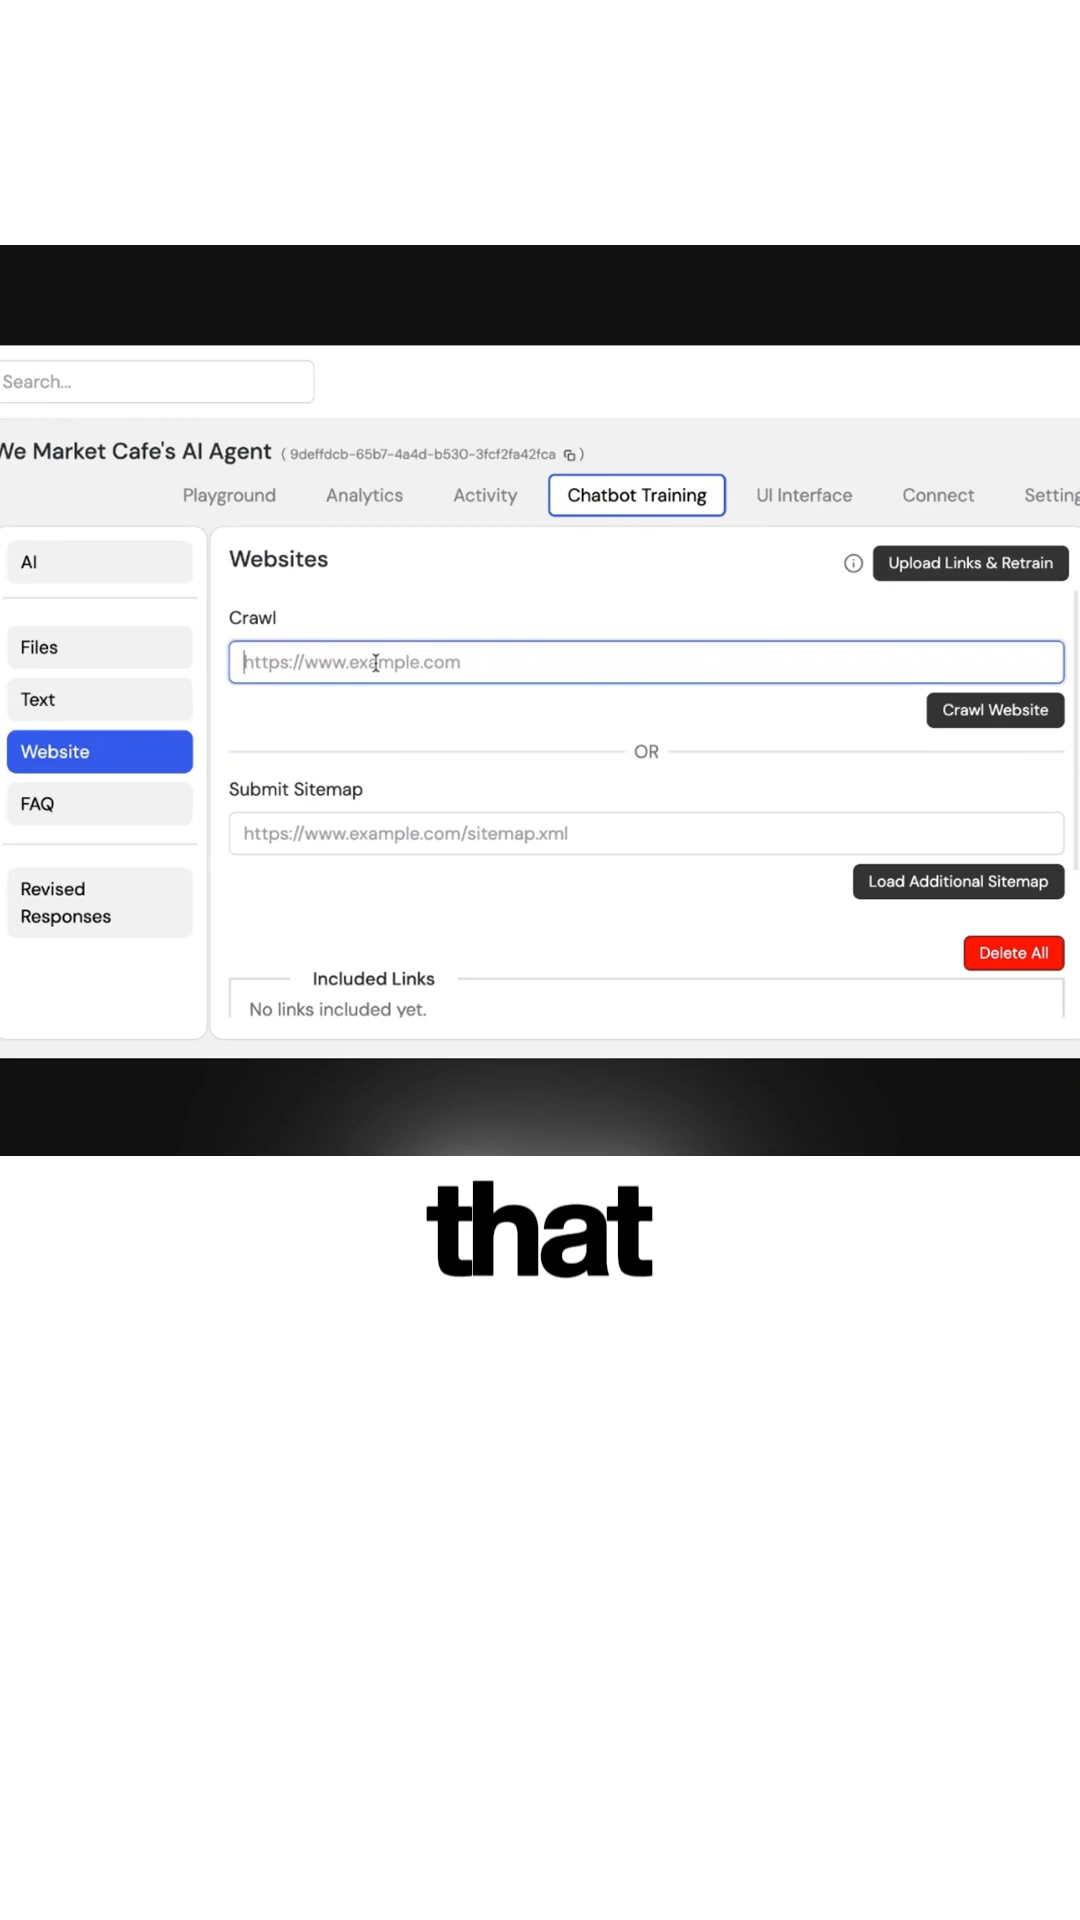 Search...
We Market Cafe's AI Agent ( 9deffdcb-65b7-4a4d-b530-3fcf2fa42fca )
Playground Analytics Activity Chatbot Training UI Interface Connect Setting
AI
Websites
Upload Links & Retrain
Crawl
Files
https://www.example.com
Text
Crawl Website
Website
OR
Submit Sitemap
FAQ
https://www.example.com/sitemap.xml
Revised
Responses
Load Additional Sitemap
Delete All
Included Links
No links included yet.
that